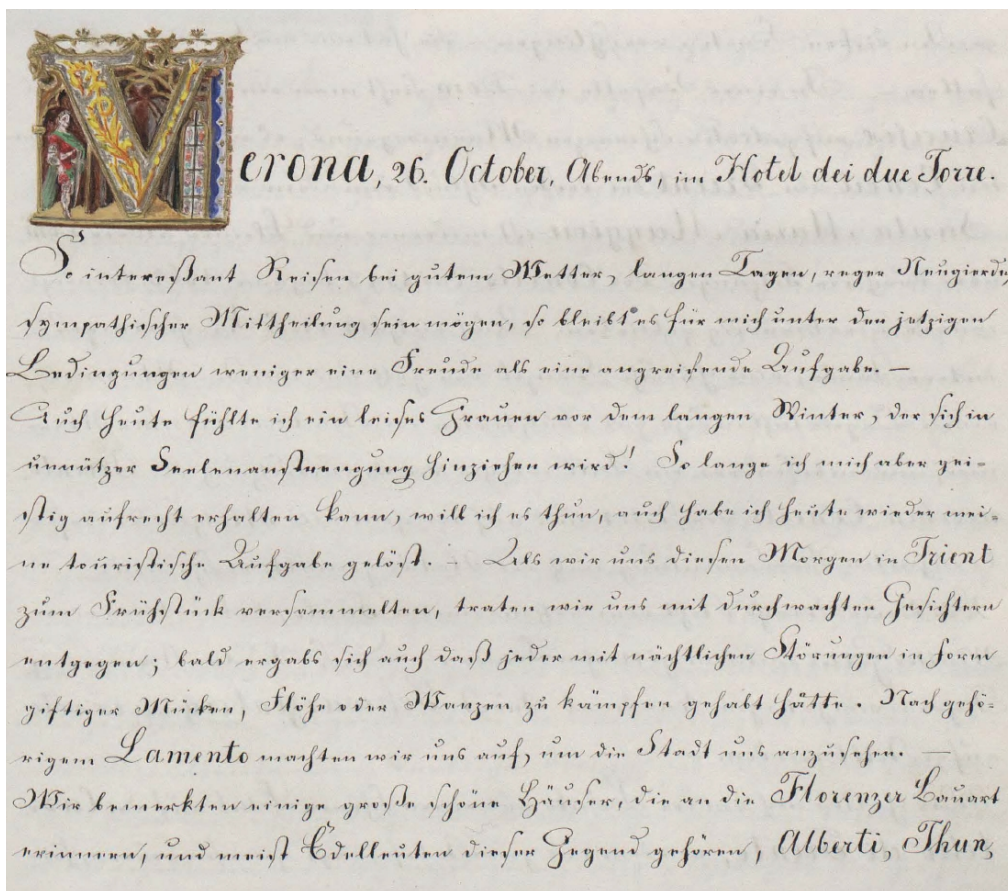 Verona, 26. October, Abends, im Hotel dei due Torre.
So interessant Reisen bei gutem Wetter, langen Tagen, reger Neugierde,
sympathischer Mittheilung sein mögen, so bleibt es für mich unter den jetzigen
Bedingungen weniger eine Freude als eine angreifende Aufgabe. —
Auch heute fühlte ich ein leises Grauen vor dem langen Winter, der sich in
unnützer Seelenanstrengung hinziehen wird! So lange ich mich aber gei-
stig aufrecht erhalten kann, will ich es thun, auch habe ich heute wieder mei-
ne touristische Aufgabe gelöst. – Als wir uns diesen Morgen in Trient
zum Frühstück versammelten, traten wir uns mit durchwachten Gesichtern
entgegen; bald ergabs sich auch daß jeder mit nächtlichen Störungen in Form
giftiger Mücken, Flöhe oder Wanzen zu kämpfen gehabt hatte. Nach gehö-
rigem Lamento machten wir uns auf, um die Stadt uns anzusehen. —
Wir bemerkten einige große schöne Häuser, die an die Florenzer Bauart
erinnern, und meist Edelleuten dieser Gegend gehören, Alberti, Thun,